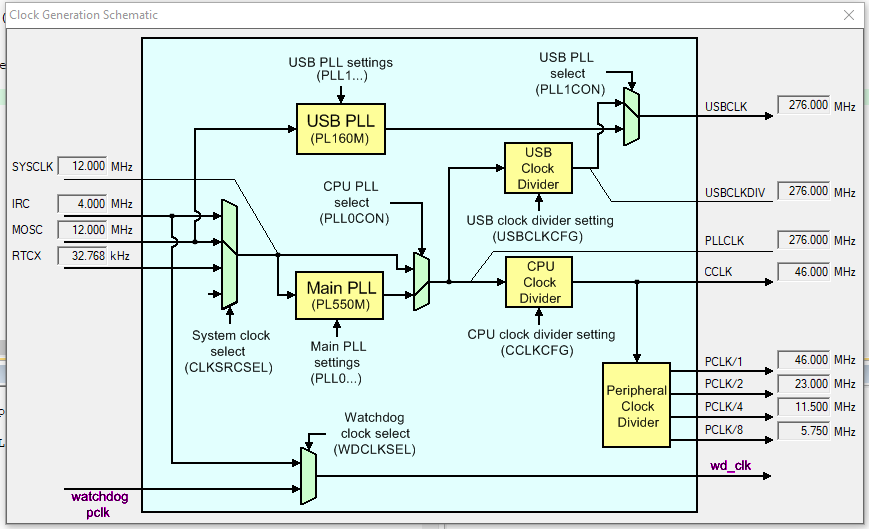 Clock Generation Schematic
USB PLL settings
(PLL1...)
USB PLL
select
(PLL1CON)
USBCLK 276.000 MHz
USB PLL
(PL160M)
SYSCLK 12.000 MHz
USB
Clock
Divider
CPU PLL
select
(PLL0CON)
USBCLKDIV 276.000 MHz
IRC 4.000 MHz
MOSC 12.000 MHz
USB clock divider setting
(USBCLKCFG)
PLLCLK 276.000 MHz
RTCX 32.768 kHz
CPU
Clock
Divider
CCLK 46.000 MHz
Main PLL
(PL550M)
System clock
select
(CLKSRCSEL)
Main PLL
settings
(PLL0...)
CPU clock divider setting
(CCLKCFG)
PCLK/1 46.000 MHz
PCLK/2 23.000 MHz
PCLK/4 11.500 MHz
PCLK/8 5.750 MHz
Peripheral
Clock
Divider
Watchdog
clock select
(WDCLKSEL)
wd_clk
watchdog
pclk